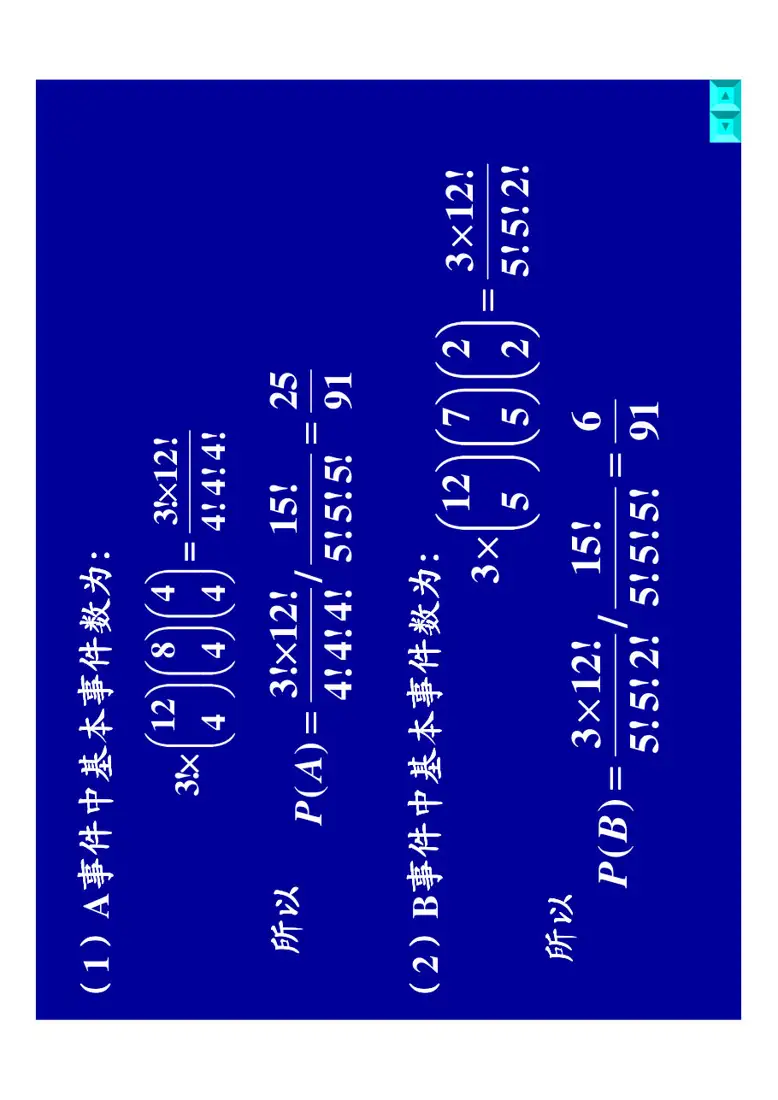 (1) A事件中基本事件数为:
3!×(12 4)(8 4)(4 4)=3!×12!/4!4!4!
所以 P(A)=3!×12!/4!4!4! / 15!/5!5!5! =25/91
(2) B事件中基本事件数为:
3×(12 5)(7 5)(2 2)=3×12!/5!5!2!
所以 P(B)=3×12!/5!5!2! / 15!/5!5!5! =6/91